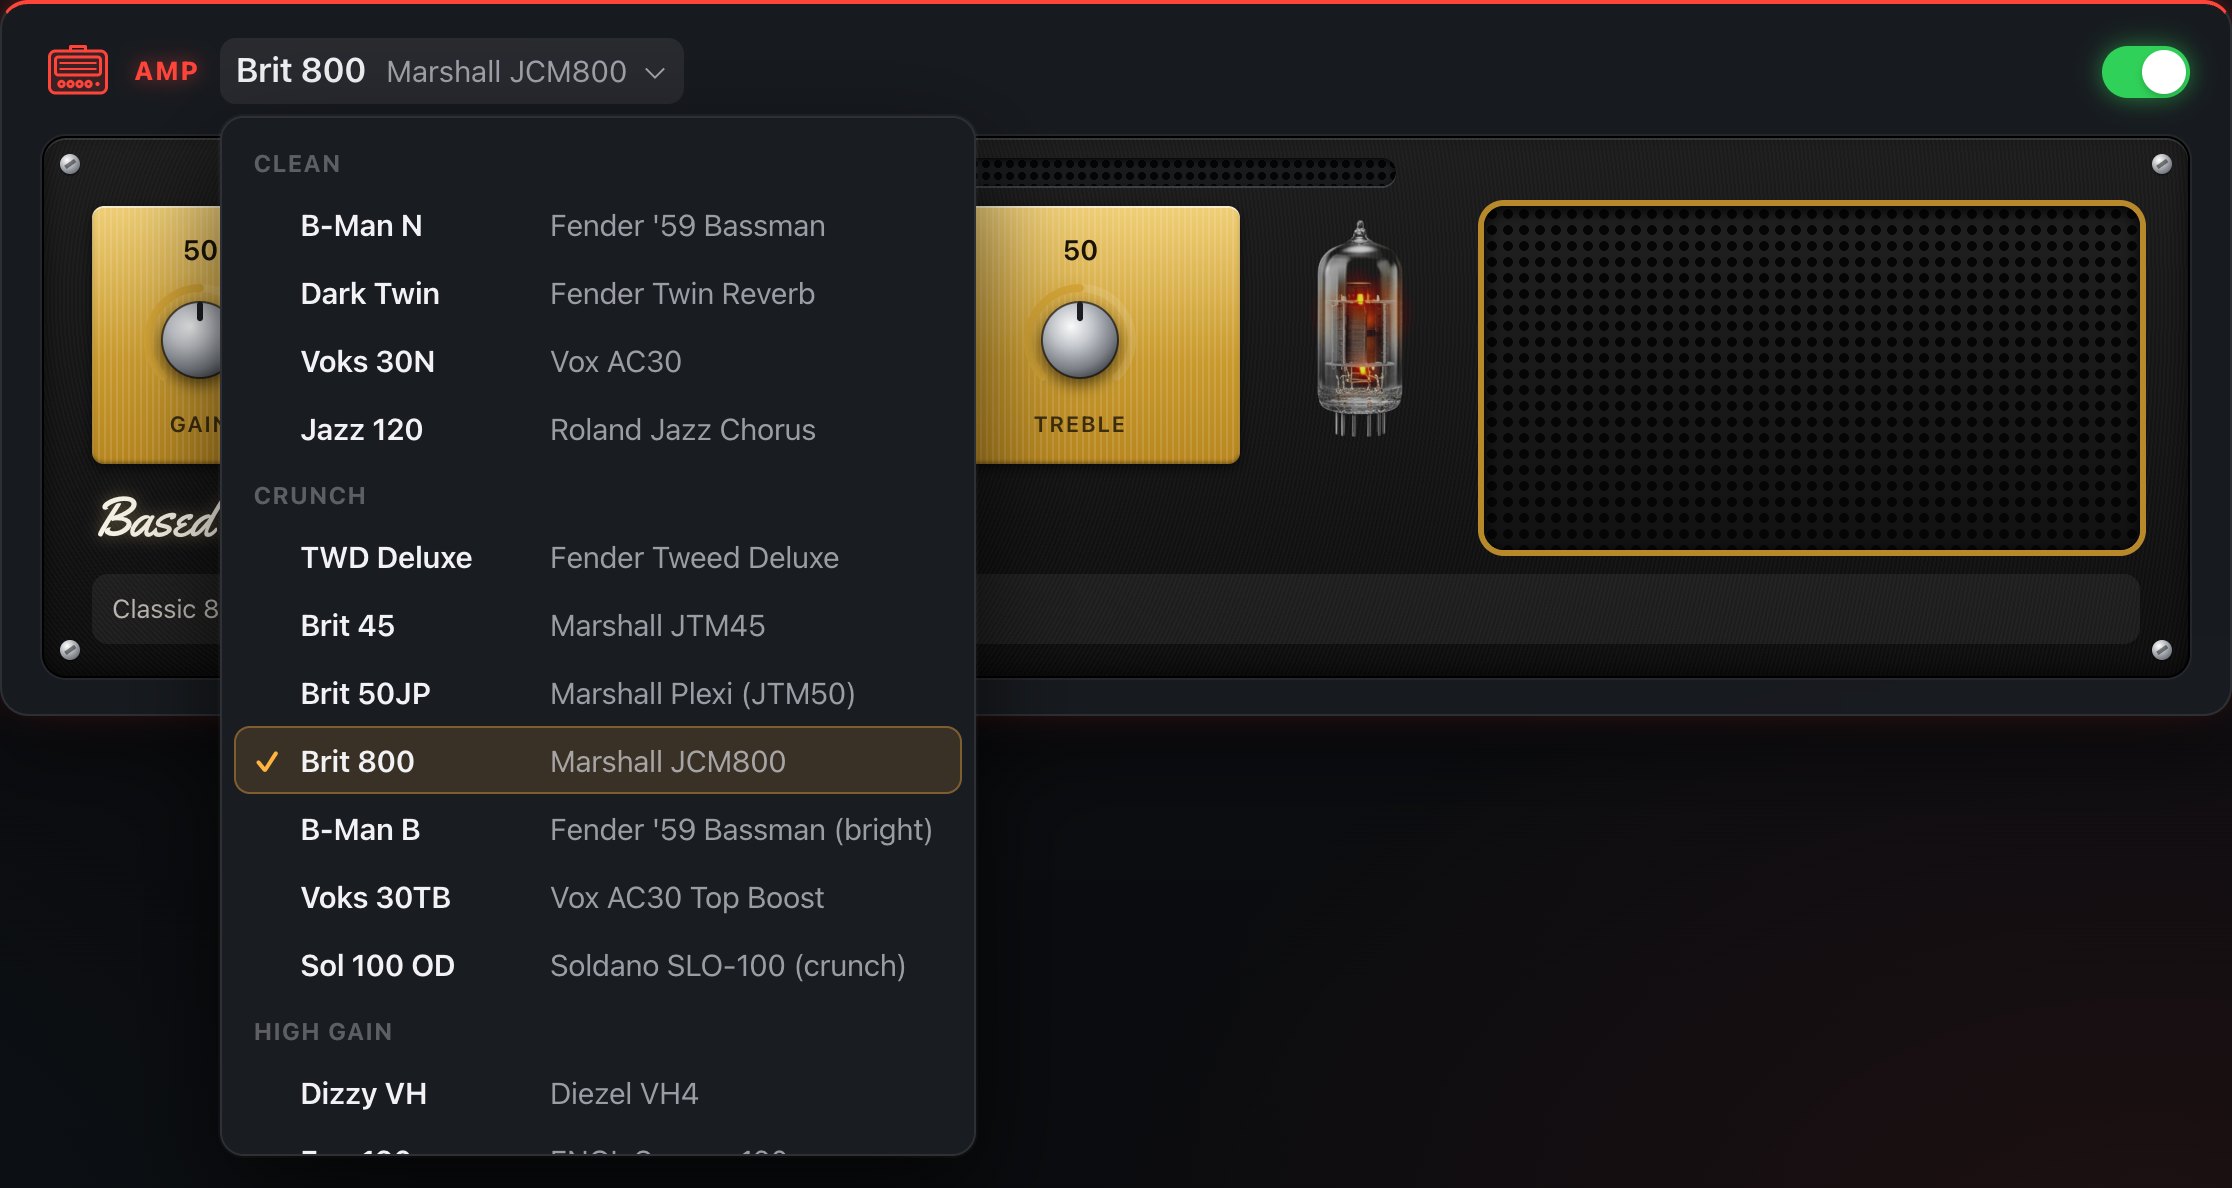 AMP Brit 800 Marshall JCM800
CLEAN
B-Man N Fender '59 Bassman
Dark Twin Fender Twin Reverb
Voks 30N Vox AC30
Jazz 120 Roland Jazz Chorus
CRUNCH
TWD Deluxe Fender Tweed Deluxe
Brit 45 Marshall JTM45
Brit 50JP Marshall Plexi (JTM50)
Brit 800 Marshall JCM800
B-Man B Fender '59 Bassman (bright)
Voks 30TB Vox AC30 Top Boost
Sol 100 OD Soldano SLO-100 (crunch)
HIGH GAIN
Dizzy VH Diezel VH4
50
GAIN
Based
Classic 8
50
TREBLE